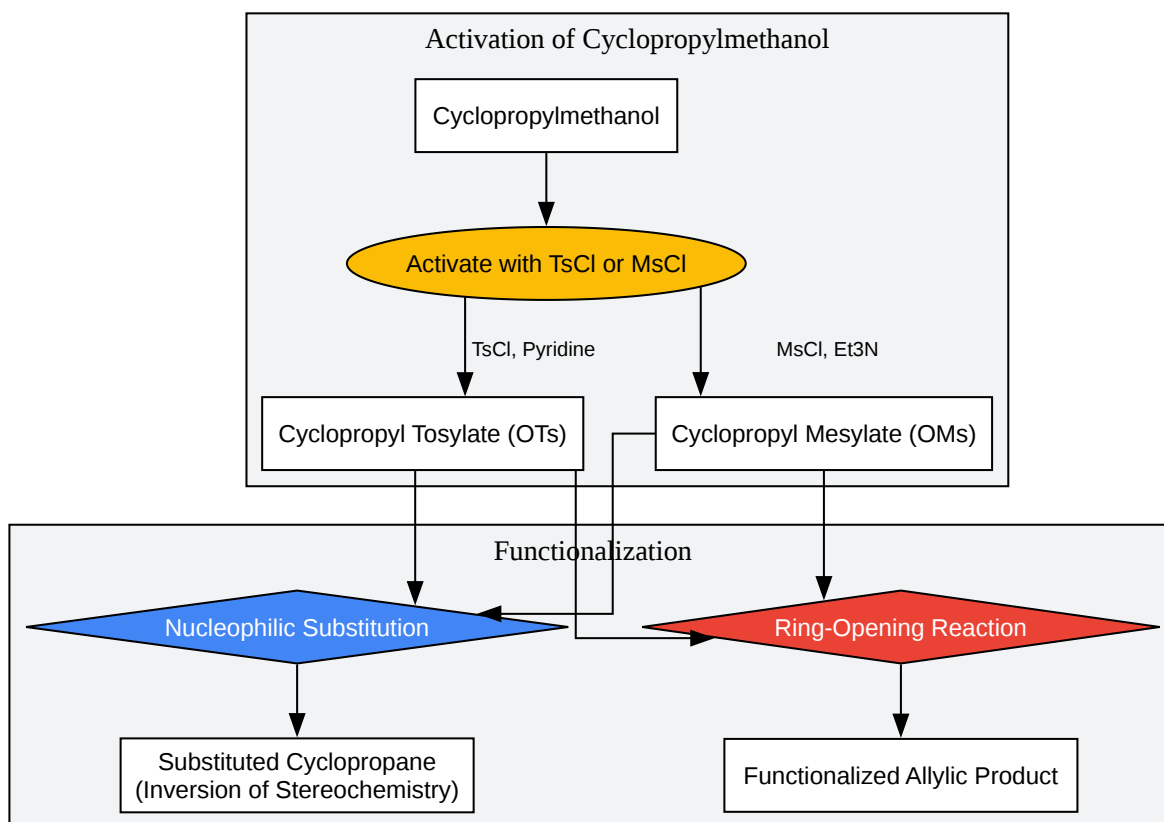 Activation of Cyclopropylmethanol
Cyclopropylmethanol
Activate with TsCl or MsCl
TsCl, Pyridine
MsCl, Et3N
Cyclopropyl Tosylate (OTs)
Cyclopropyl Mesylate (OMs)
Functionalization
Nucleophilic Substitution
Ring-Opening Reaction
Substituted Cyclopropane
(Inversion of Stereochemistry)
Functionalized Allylic Product